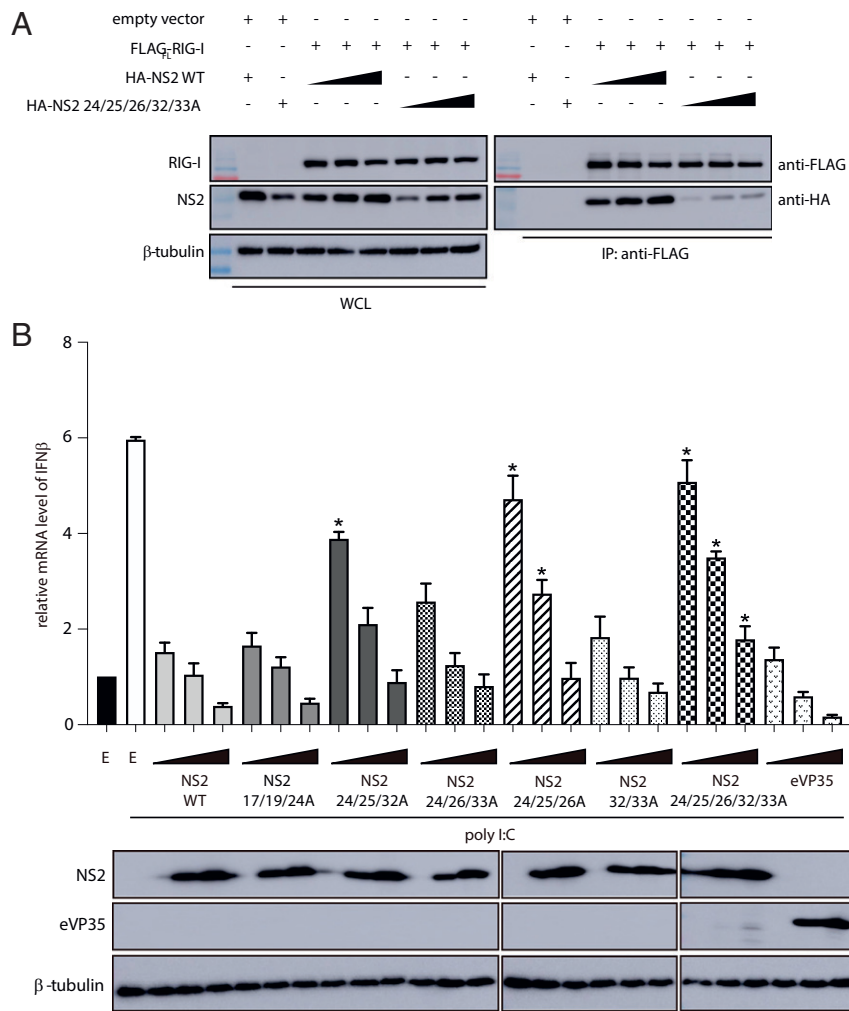 A
empty vector + + - - - - - - + + - - - - - -
FLAG-RIG-I - - + + + + + + - - + + + + + +
FL
HA-NS2 WT + - - - - + - - - -
HA-NS2 24/25/26/32/33A - + - - - - + - - -
RIG-I
anti-FLAG
NS2
anti-HA
β-tubulin
IP: anti-FLAG
WCL
B
relative mRNA level of IFNβ
8
6
4
2
0
* * * * * *
E E
NS2 WT
NS2 17/19/24A
NS2 24/25/32A
NS2 24/26/33A
NS2 24/25/26A
NS2 32/33A
NS2 24/25/26/32/33A
eVP35
poly I:C
NS2
eVP35
β-tubulin